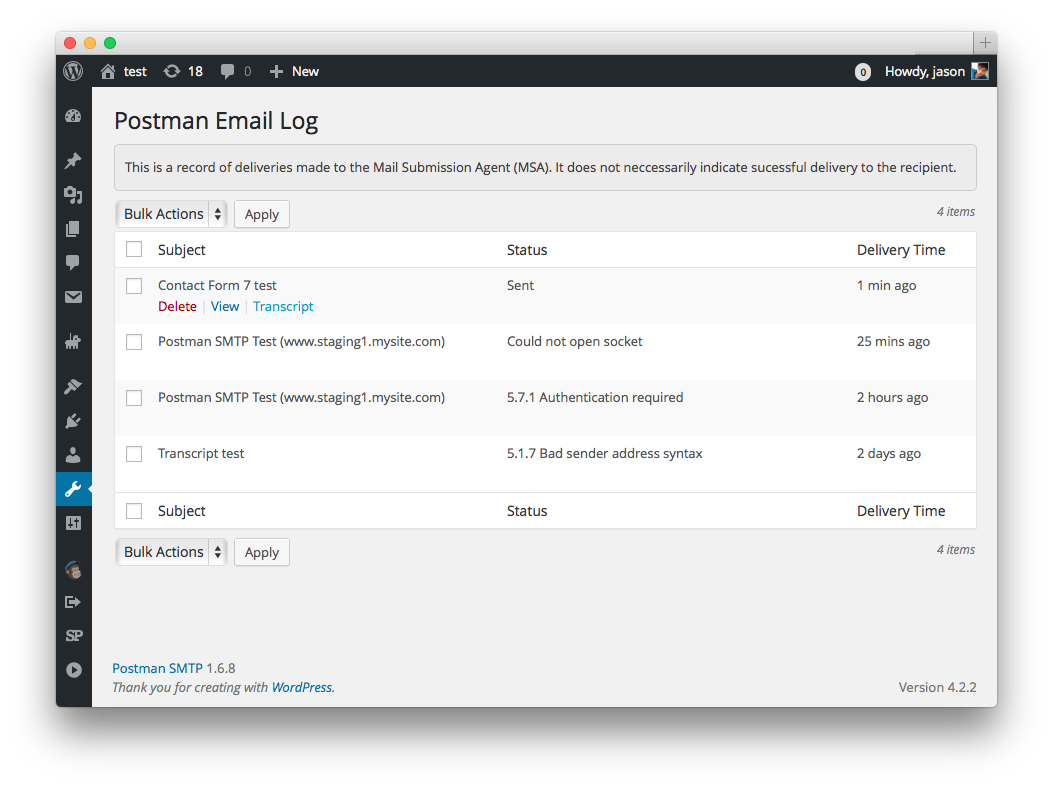 test 18 0 New 0 Howdy, jason
Postman Email Log
This is a record of deliveries made to the Mail Submission Agent (MSA). It does not neccessarily indicate sucessful delivery to the recipient.
Bulk Actions Apply 4 items
Subject Status Delivery Time
Contact Form 7 test Sent 1 min ago
Delete | View | Transcript
Postman SMTP Test (www.staging1.mysite.com) Could not open socket 25 mins ago
Postman SMTP Test (www.staging1.mysite.com) 5.7.1 Authentication required 2 hours ago
Transcript test 5.1.7 Bad sender address syntax 2 days ago
Subject Status Delivery Time
Bulk Actions Apply 4 items
SP
Postman SMTP 1.6.8
Thank you for creating with WordPress. Version 4.2.2